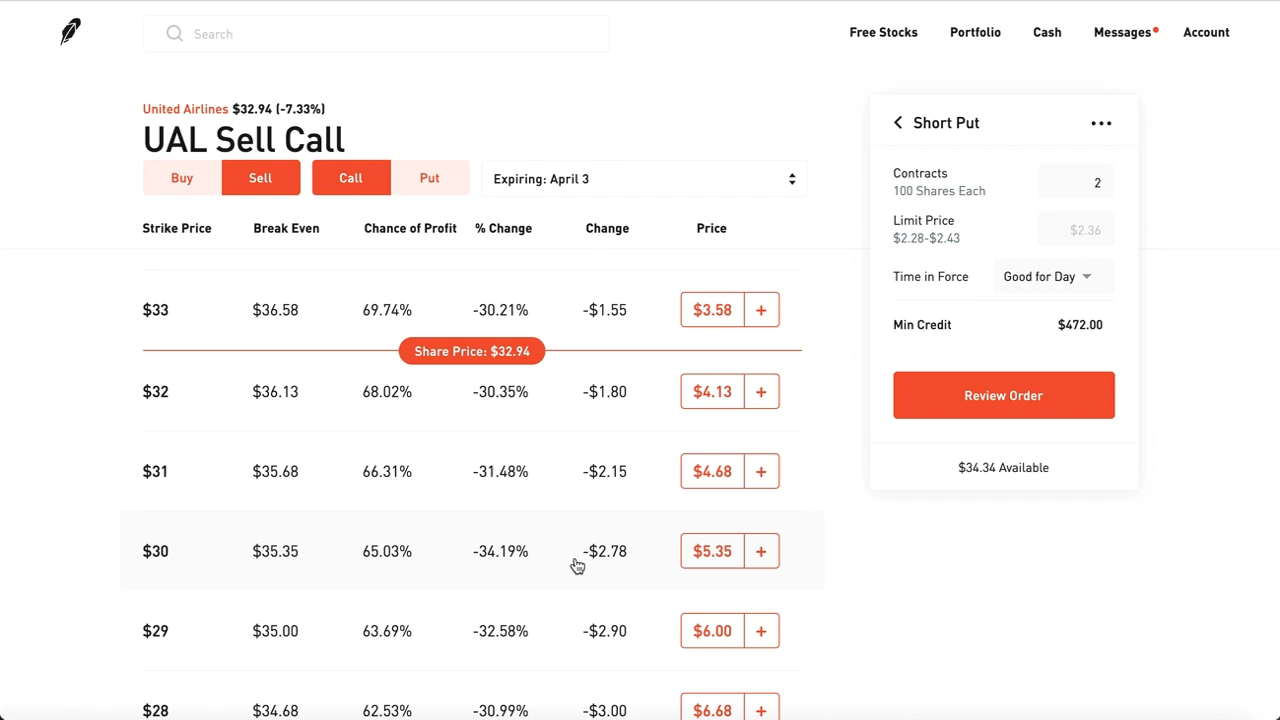 Search
Free Stocks Portfolio Cash Messages Account
United Airlines $32.94 (-7.33%)
UAL Sell Call
Buy Sell Call Put Expiring: April 3
Strike Price Break Even Chance of Profit % Change Change Price
$33 $36.58 69.74% -30.21% -$1.55 $3.58 +
Share Price: $32.94
$32 $36.13 68.02% -30.35% -$1.80 $4.13 +
$31 $35.68 66.31% -31.48% -$2.15 $4.68 +
$30 $35.35 65.03% -34.19% -$2.78 $5.35 +
$29 $35.00 63.69% -32.58% -$2.90 $6.00 +
$28 $34.68 62.53% -30.99% -$3.00 $6.68 +
Short Put
Contracts
100 Shares Each 2
Limit Price
$2.28-$2.43 $2.36
Time in Force Good for Day
Min Credit $472.00
Review Order
$34.34 Available